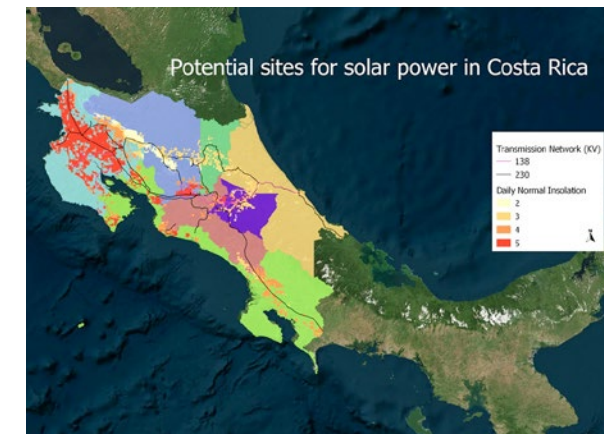 Potential sites for solar power in Costa Rica
Transmission Network (KV)
138
230
Daily Normal Insolation
2
3
4
5